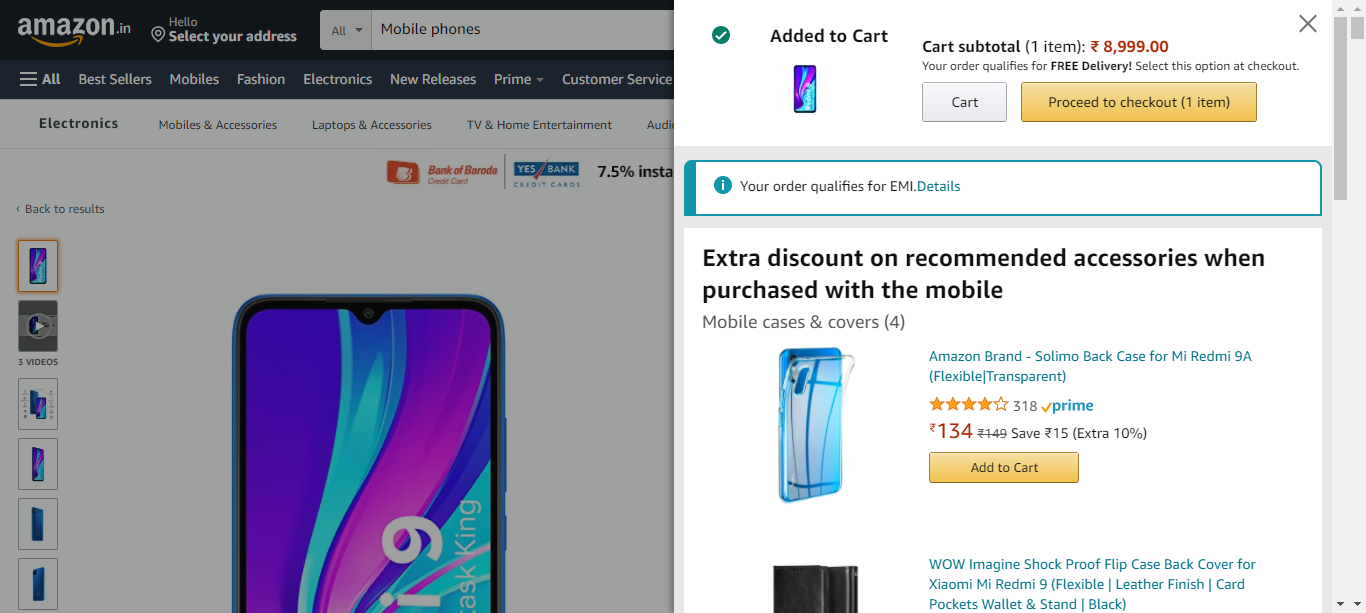 amazon.in
Hello
Select your address
All
Mobile phones
All
Best Sellers
Mobiles
Fashion
Electronics
New Releases
Prime
Customer Service
Electronics
Mobiles & Accessories
Laptops & Accessories
TV & Home Entertainment
Audi
Bank of Baroda
Credit Card
YES BANK
CREDIT CARDS
7.5% insta
‹ Back to results
3 VIDEOS
i 9
task King
Added to Cart
Cart subtotal (1 item): ₹ 8,999.00
Your order qualifies for FREE Delivery! Select this option at checkout.
Cart
Proceed to checkout (1 item)
Your order qualifies for EMI.Details
Extra discount on recommended accessories when
purchased with the mobile
Mobile cases & covers (4)
Amazon Brand - Solimo Back Case for Mi Redmi 9A
(Flexible|Transparent)
318 prime
₹134 ₹149 Save ₹15 (Extra 10%)
Add to Cart
WOW Imagine Shock Proof Flip Case Back Cover for
Xiaomi Mi Redmi 9 (Flexible | Leather Finish | Card
Pockets Wallet & Stand | Black)